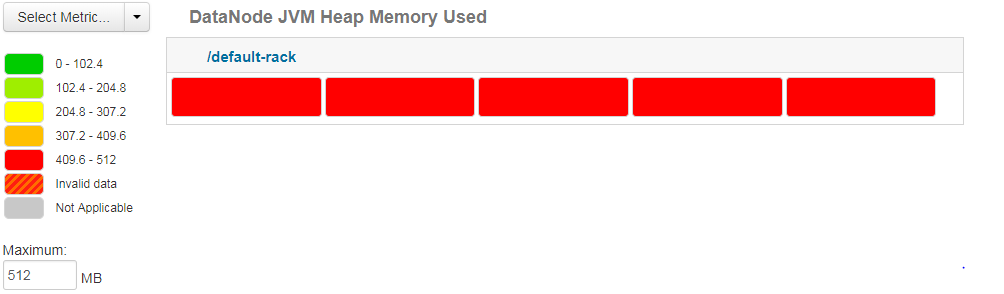 Select Metric...
DataNode JVM Heap Memory Used
/default-rack
0 - 102.4
102.4 - 204.8
204.8 - 307.2
307.2 - 409.6
409.6 - 512
Invalid data
Not Applicable
Maximum:
512 MB